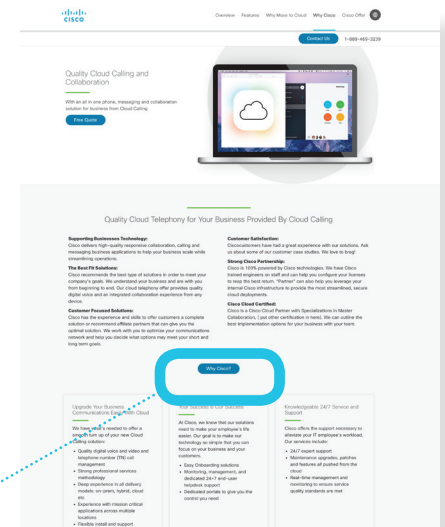 CISCO
Overview Features Why Move to Cloud Why Cisco Cisco Offer
Contact Us 1-888-469-3239
Quality Cloud Calling and
Collaboration
With an all in one phone, messaging and collaboration
solution for business from Cloud Calling.
Free Guide
Quality Cloud Telephony for Your Business Provided By Cloud Calling
Supporting Businesses Technology:
Cisco delivers high-quality responsive collaboration, calling and
messaging business applications to help your business scale while
streamlining operations.
The Best Fit Solutions:
Cisco recommends the best type of solutions in order to meet your
company's goals. We understand your business and are with you
from beginning to end. Our cloud telephony offer provides quality
digital voice and an integrated collaboration experience from any
device.
Customer Focused Solutions:
Cisco has the experience and skills to offer customers a complete
solution or recommend affiliate partners that can give you the
optimal solution. We work with you to optimize your communications
network and help you decide what options may meet your short and
long term goals.
Customer Satisfaction:
Ciscocustomers have had a great experience with our solutions. Ask
us about some of our customer case studies. We love to brag!
Strong Cisco Partnership:
Cisco is 100% powered by Cisco technologies. We have Cisco
trained engineers on staff and can help you configure your licenses
to reap the best return. "Partner" can also help you leverage your
internal Cisco infrastructure to provide the most streamlined, secure
cloud deployments.
Cisco Cloud Certified:
Cisco is a Cisco Cloud Partner with Specializations in Master
Collaboration, [ put other certification in here]. We can outline the
best implementation options for your business with your team.
Why Cisco?
Upgrade Your Business
Communications Easily With Cloud
We have what's needed to offer a
smooth turn up of your new Cloud
Calling solution:
• Quality digital voice and video and
telephone number (TN) call
management
• Strong professional services
methodology
• Deep experience in all delivery
models: on-prem, hybrid, cloud
etc
• Experience with mission critical
applications across multiple
locations
• Flexible install and support
Your Success is Our Success
At Cisco, we know that our solutions
need to make your employee's life
easier. Our goal is to make our
technology so simple that you can
focus on your business and your
customers.
• Easy Onboarding solutions
• Monitoring, management, and
dedicated 24x7 end-user
helpdesk support
• Dedicated portals to give you the
control you need
Knowledgeable 24/7 Service and
Support
Cisco offers the support necessary to
alleviate your IT employee's workload.
Our services include:
• 24/7 expert support
• Maintenance upgrades, patches
and features all pushed from the
cloud
• Real-time management and
monitoring to ensure service
quality standards are met